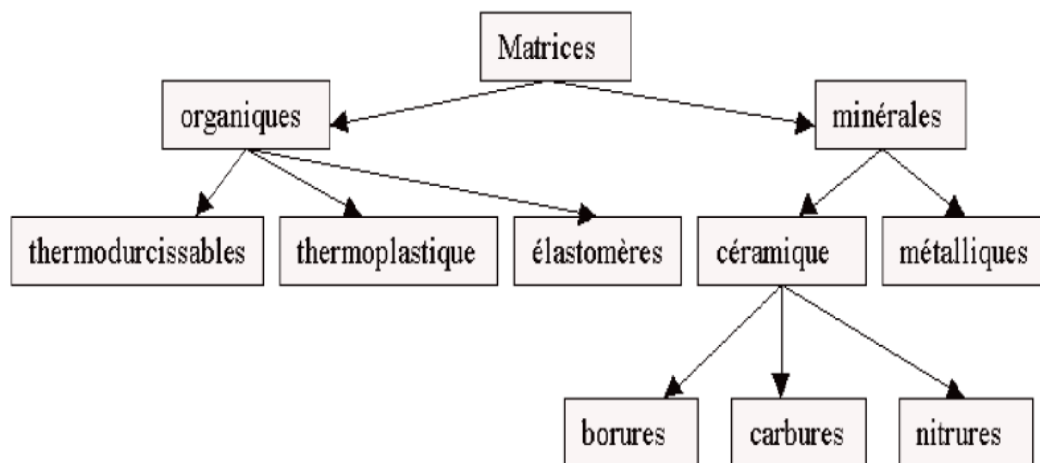 Matrices
organiques
minérales
thermodurcissables
thermoplastique
élastomères
céramique
métalliques
borures
carbures
nitrures